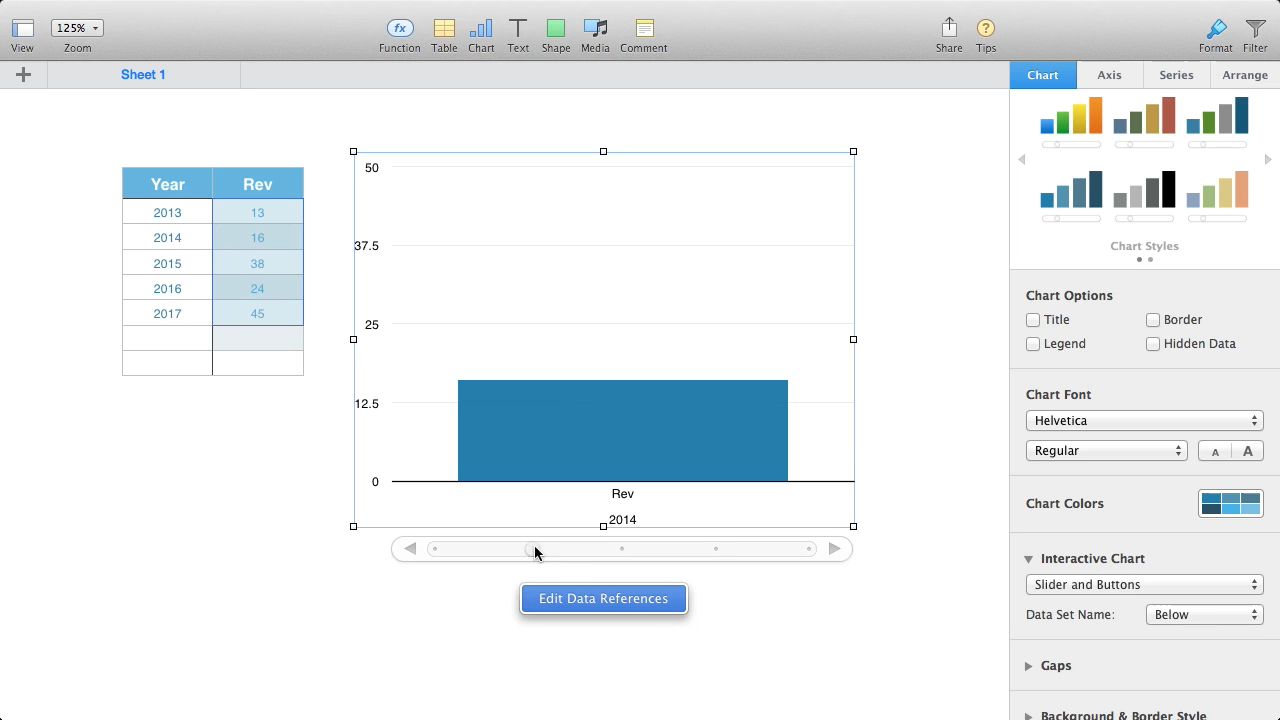 View
125%
Zoom
fx
Function
Table
Chart
T
Text
Shape
Media
Comment
Share
?
Tips
Format
Filter
+
Sheet 1
Chart
Axis
Series
Arrange
Year Rev
2013 13
2014 16
2015 38
2016 24
2017 45
50
37.5
25
12.5
0
Rev
2014
Edit Data References
Chart Styles
Chart Options
Title
Border
Legend
Hidden Data
Chart Font
Helvetica
Regular
A A
Chart Colors
Interactive Chart
Slider and Buttons
Data Set Name: Below
Gaps
Background & Border Style